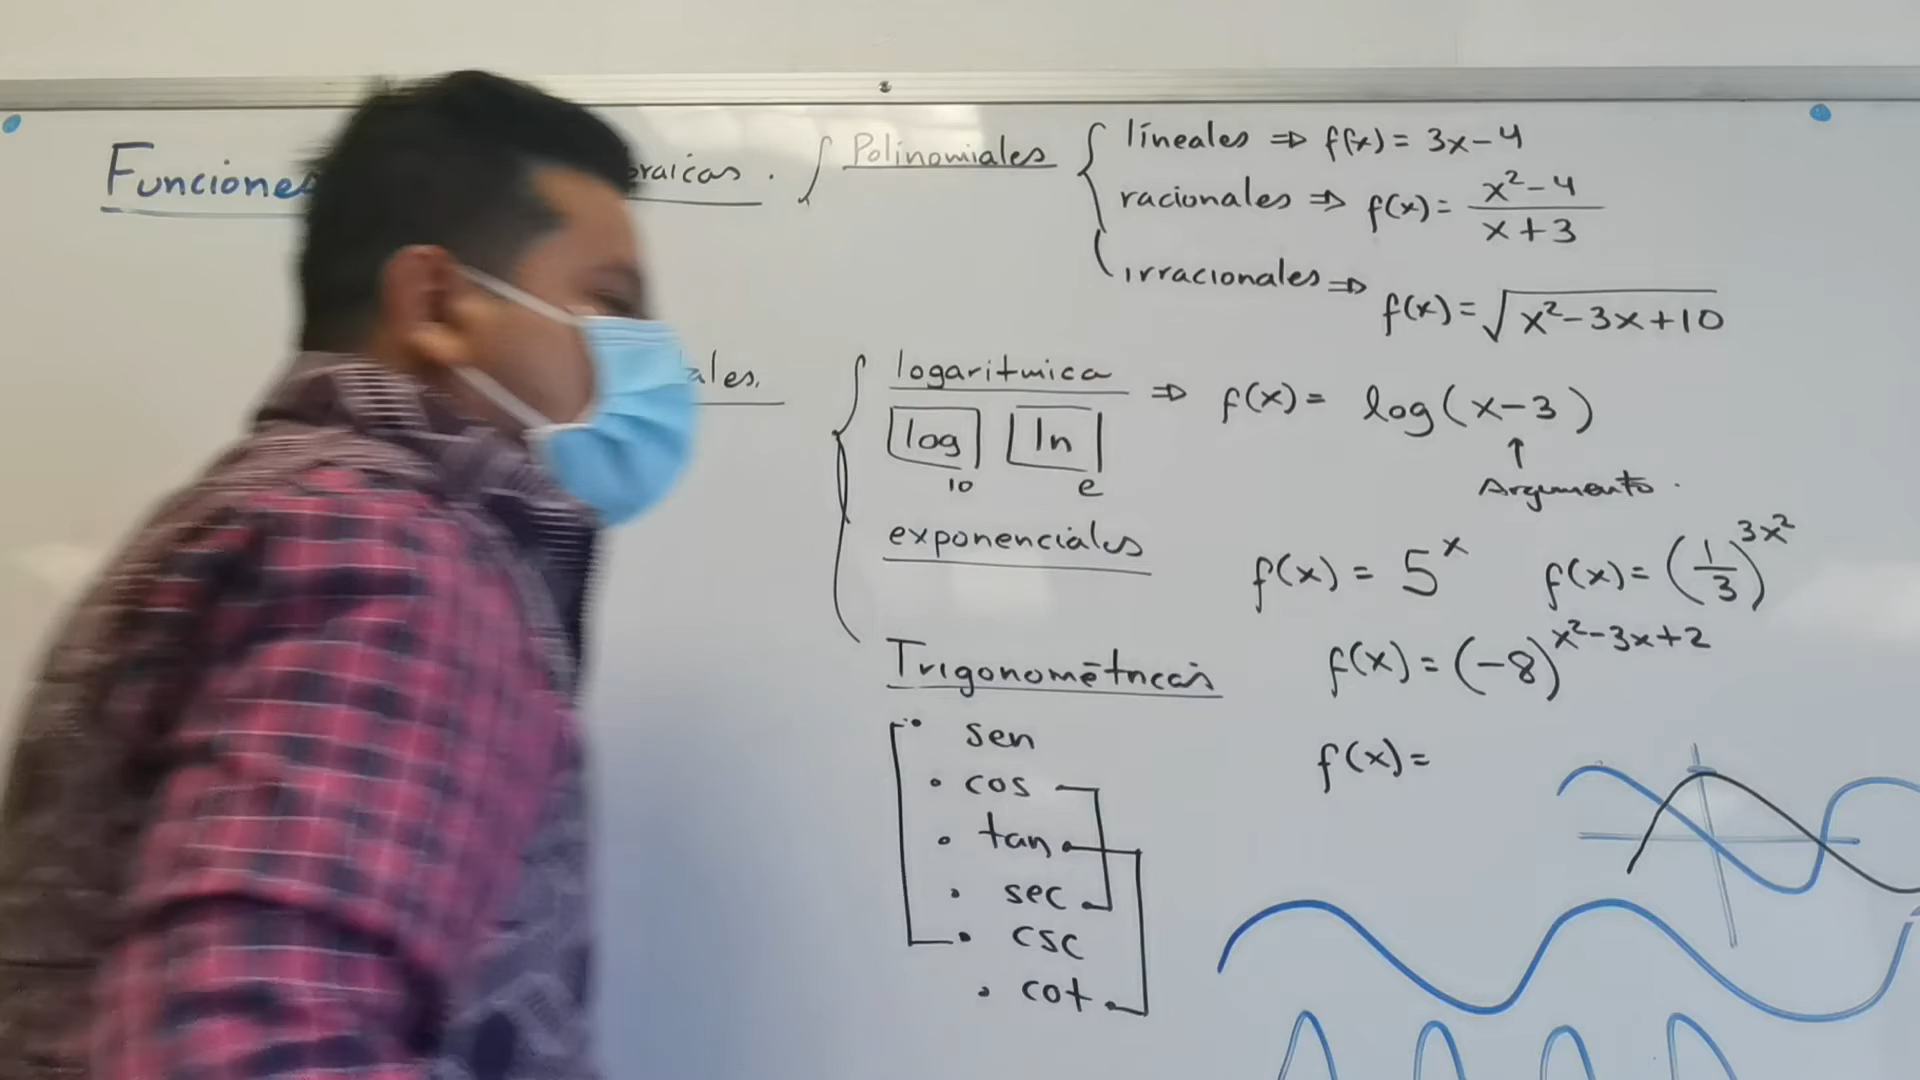 Funciones
braicas.
Polinomiales
líneales ⇒ f(x) = 3x-4
racionales ⇒ f(x) = (x²-4)/(x+3)
irracionales ⇒ f(x) = √(x²-3x+10)
ales.
logaritmica ⇒ f(x) = log(x-3)
↑
Argumento.
log 10
ln e
exponenciales
f(x) = 5^x
f(x) = (1/3)^(3x²)
f(x) = (-8)^(x²-3x+2)
Trigonométricas
f(x) =
• sen
• cos
• tan
• sec
• csc
• cot